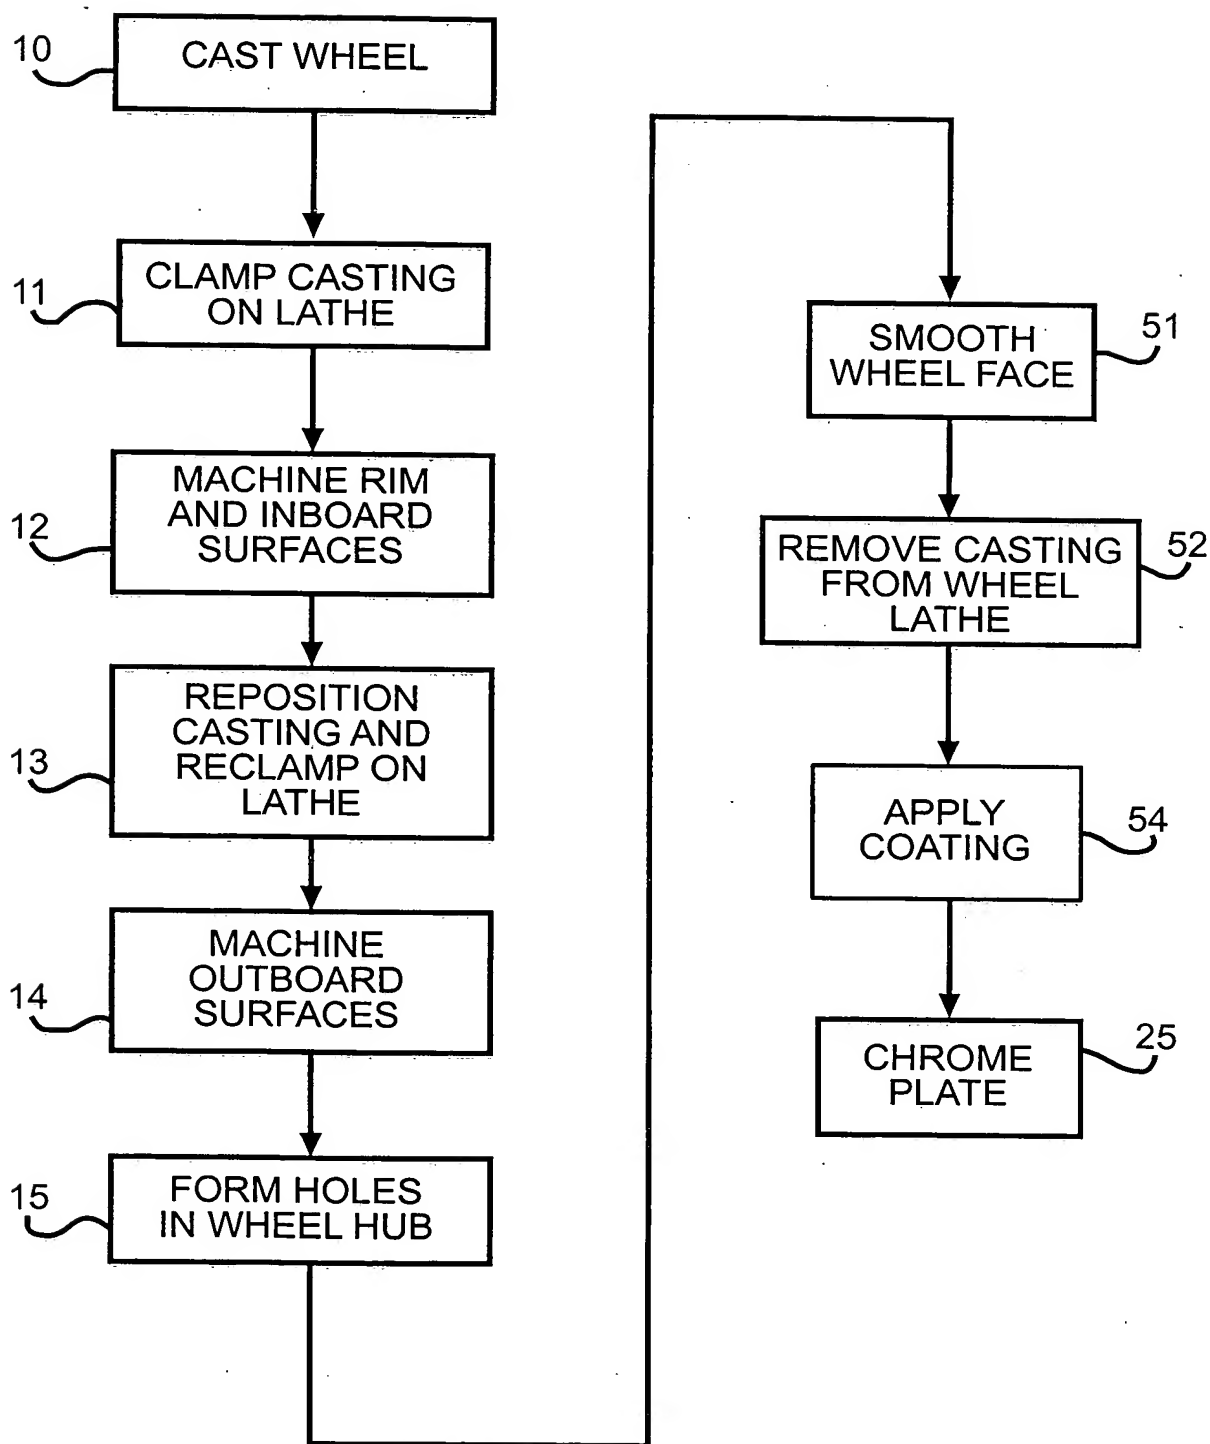 10
CAST WHEEL
11
CLAMP CASTING
ON LATHE
12
MACHINE RIM
AND INBOARD
SURFACES
13
REPOSITION
CASTING AND
RECLAMP ON
LATHE
14
MACHINE
OUTBOARD
SURFACES
15
FORM HOLES
IN WHEEL HUB
SMOOTH
WHEEL FACE
51
REMOVE CASTING
FROM WHEEL
LATHE
52
APPLY
COATING
54
CHROME
PLATE
25